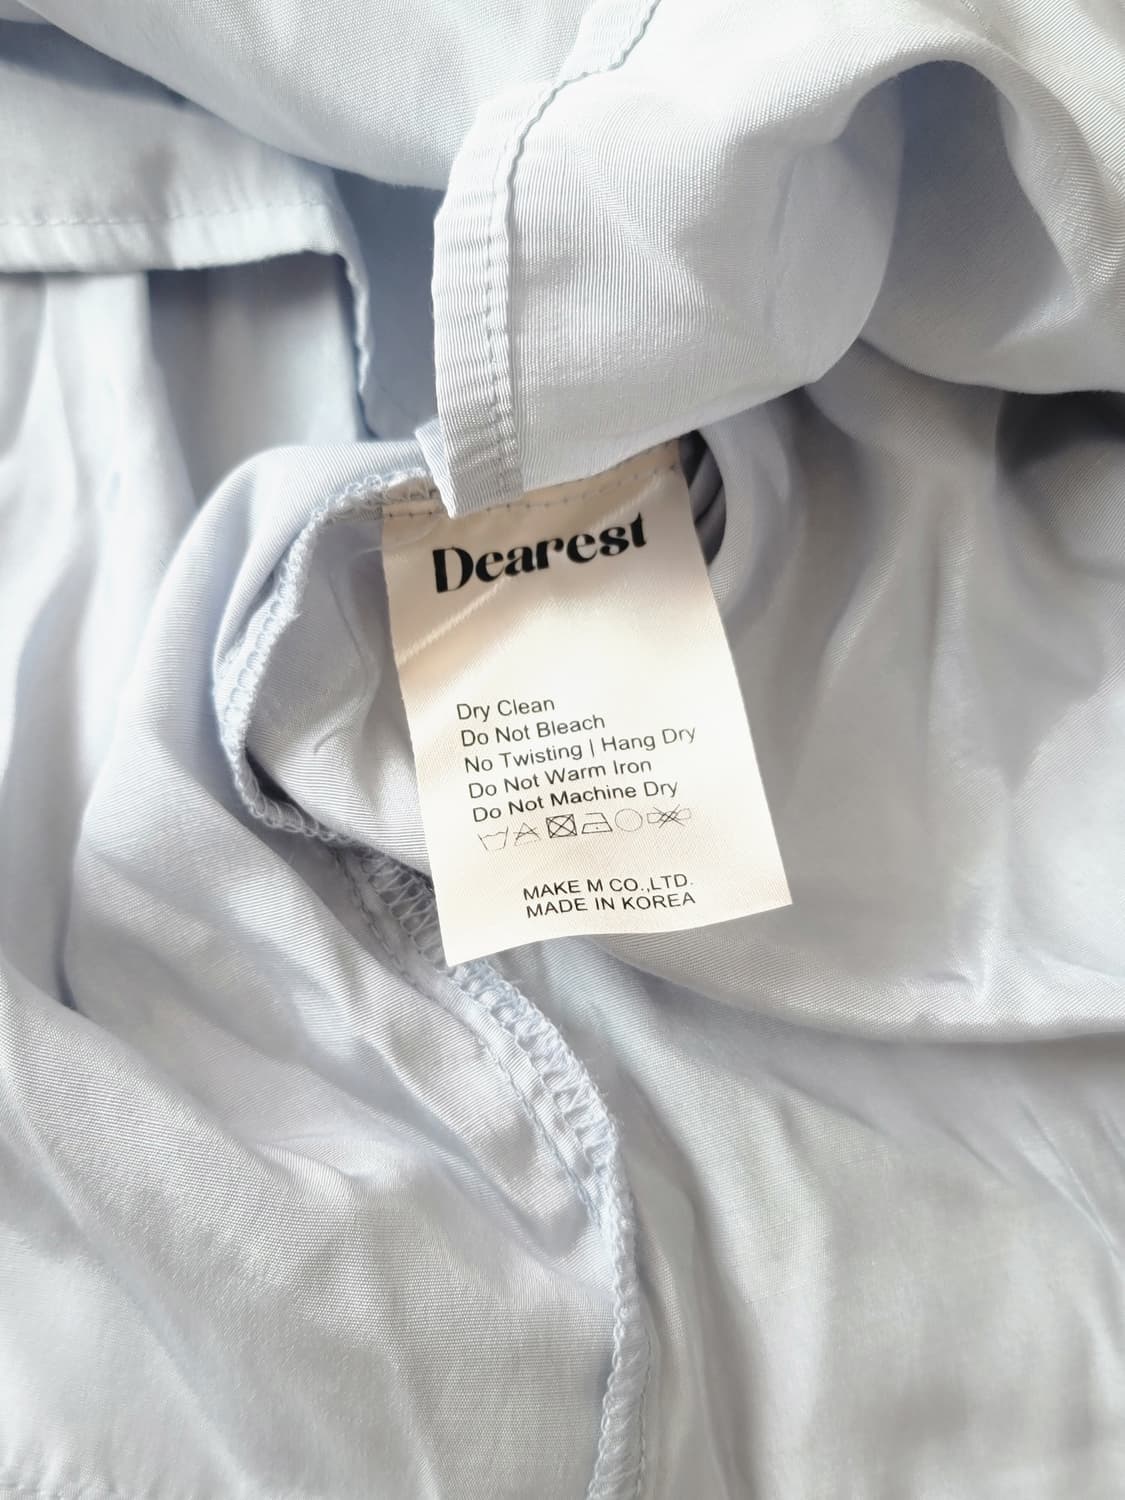 Dearest
Dry Clean
Do Not Bleach
No Twisting | Hang Dry
Do Not Warm Iron
Do Not Machine Dry
MAKE M CO.,LTD.
MADE IN KOREA